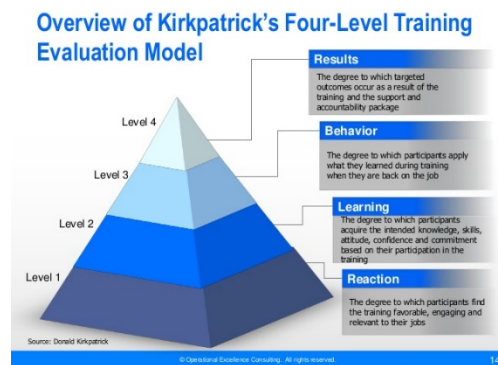 Overview of Kirkpatrick's Four-Level Training
Evaluation Model
Results
The degree to which targeted
outcomes occur as a result of the
training and the support and
accountability package
Level 4
Behavior
The degree to which participants apply
what they learned during training
when they are back on the job
Level 3
Learning
The degree to which participants
acquire the intended knowledge, skills,
attitude, confidence and commitment
based on their participation in the
training
Level 2
Reaction
The degree to which participants find
the training favorable, engaging and
relevant to their jobs
Level 1
Source: Donald Kirkpatrick
© Operational Excellence Consulting. All rights reserved.
14